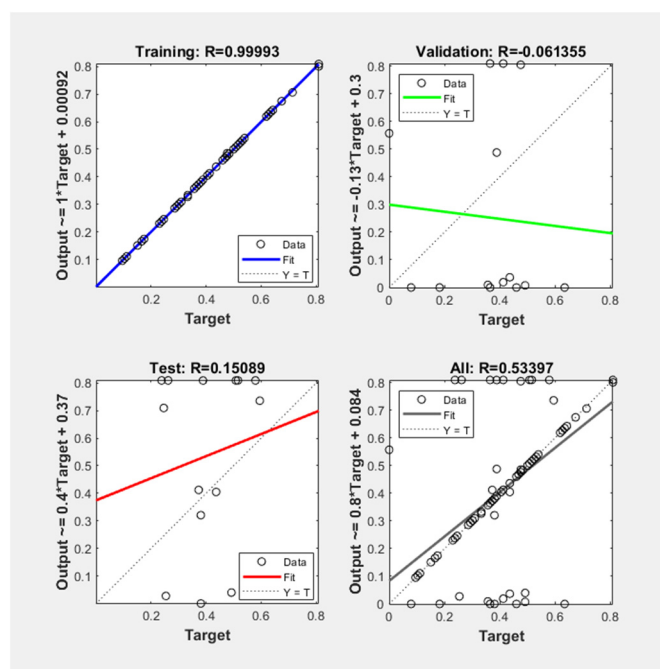 Training: R=0.99993
Output ~= 1*Target + 0.00092
0.8
0.7
0.6
0.5
0.4
0.3
0.2
0.1
Data
Fit
Y = T
0.2 0.4 0.6 0.8
Target
Validation: R=-0.061355
Output ~= -0.13*Target + 0.3
0.8
0.7
0.6
0.5
0.4
0.3
0.2
0.1
0
Data
Fit
Y = T
0 0.2 0.4 0.6 0.8
Target
Test: R=0.15089
Output ~= 0.4*Target + 0.37
0.8
0.7
0.6
0.5
0.4
0.3
0.2
0.1
Data
Fit
Y = T
0.2 0.4 0.6 0.8
Target
All: R=0.53397
Output ~= 0.8*Target + 0.084
0.8
0.7
0.6
0.5
0.4
0.3
0.2
0.1
0
Data
Fit
Y = T
0 0.2 0.4 0.6 0.8
Target